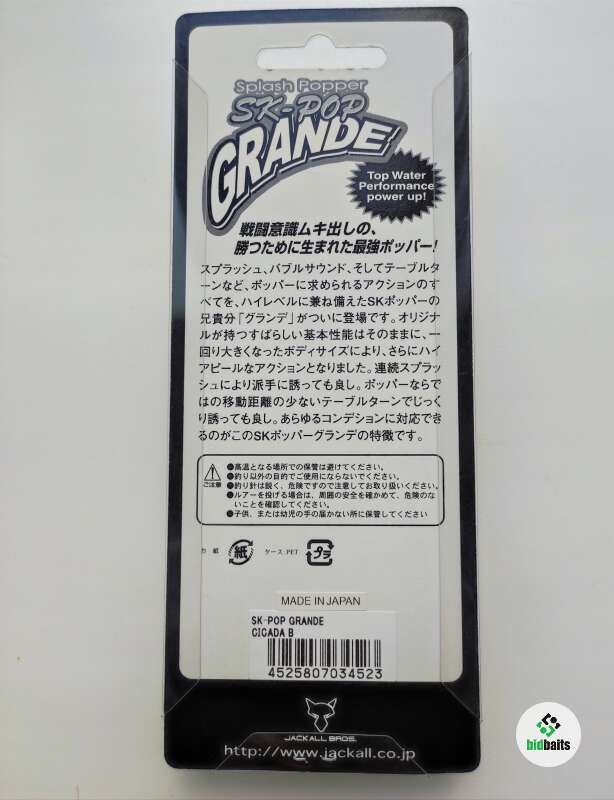 Splash Popper
SK-POP
GRANDE
Top Water
Performance
power up!
戦闘意識ムキ出しの、
勝つために生まれた最強ポッパー!
スプラッシュ、バブルサウンド、そしてテーブルタ
ーンなど、ポッパーに求められるアクションのす
べてを、ハイレベルに兼ね備えたSKポッパーの
兄貴分「グランデ」がついに登場です。オリジナ
ルが持つすばらしい基本性能はそのままに、一
回り大きくなったボディサイズにより、さらにハイ
アピールなアクションとなりました。連続スプラッ
シュにより派手に誘っても良し。ポッパーならで
はの移動距離の少ないテーブルターンでじっく
り誘っても良し。あらゆるコンデションに対応でき
るのがこのSKポッパーグランデの特徴です。
ご注意
●高温となる場所での保管は避けてください。
●釣り以外の目的でご使用にならないでください。
●釣り針は鋭く、危険ですので注意してお取り扱いください。
●ルアーを投げる場合は、周囲の安全を確かめて、危険のな
いことを確認してください。
●子供、または幼児の手の届かない所に保管してください
紙 紙 ケース:PET プラ
MADE IN JAPAN
SK-POP GRANDE
CICADA B
4525807034523
JACKALL BROS.
http://www.jackall.co.jp
bidbaits